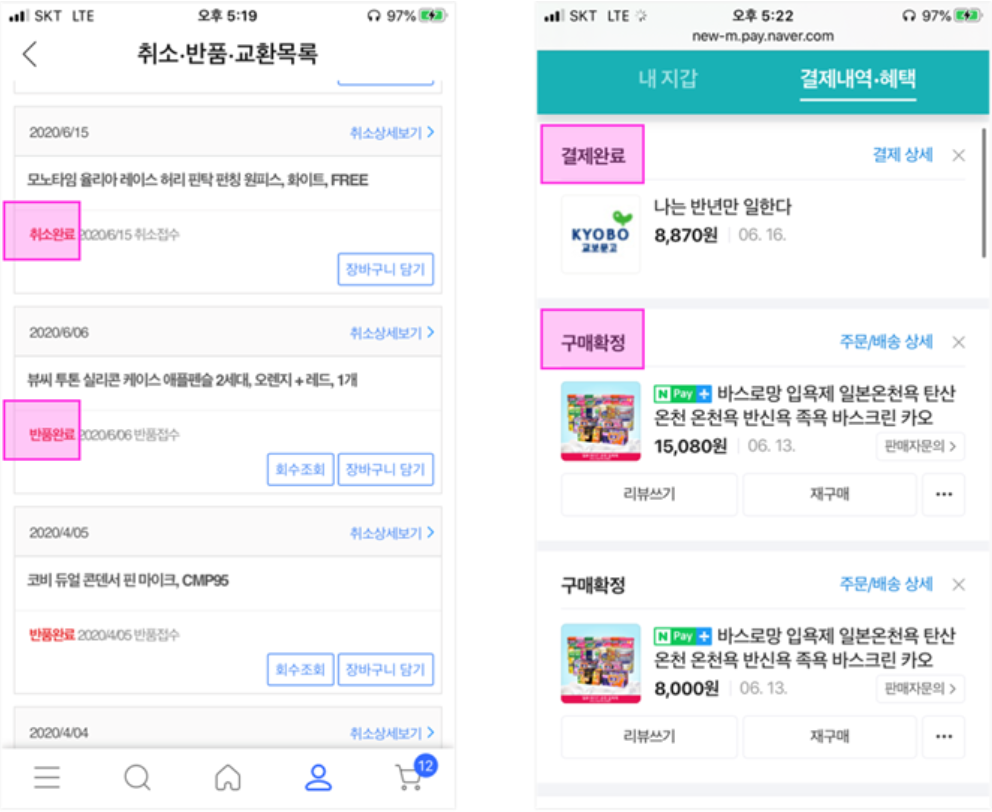 SKT LTE 오후 5:19 97%
취소·반품·교환목록
2020/6/15 취소상세보기 >
모노타임 율리아 레이스 허리 핀탁 펀칭 원피스, 화이트, FREE
취소완료 2020/6/15 취소접수
장바구니 담기
2020/6/06 취소상세보기 >
뷰씨 투톤 실리콘 케이스 애플펜슬 2세대, 오렌지 + 레드, 1개
반품완료 2020/6/06 반품접수
회수조회 장바구니 담기
2020/4/05 취소상세보기 >
코비 듀얼 콘덴서 핀 마이크, CMP95
반품완료 2020/4/05 반품접수
회수조회 장바구니 담기
2020/4/04 취소상세보기 >
12
SKT LTE 오후 5:22 97%
new-m.pay.naver.com
내 지갑 결제내역·혜택
결제완료 결제 상세 ×
KYOBO
교보문고
나는 반년만 일한다
8,870원 06. 16.
구매확정 주문/배송 상세 ×
N Pay + 바스로망 입욕제 일본온천욕 탄산
온천 온천욕 반신욕 족욕 바스크린 카오
15,080원 06. 13. 판매자문의 >
리뷰쓰기 재구매 ···
구매확정 주문/배송 상세 ×
N Pay + 바스로망 입욕제 일본온천욕 탄산
온천 온천욕 반신욕 족욕 바스크린 카오
8,000원 06. 13. 판매자문의 >
리뷰쓰기 재구매 ···